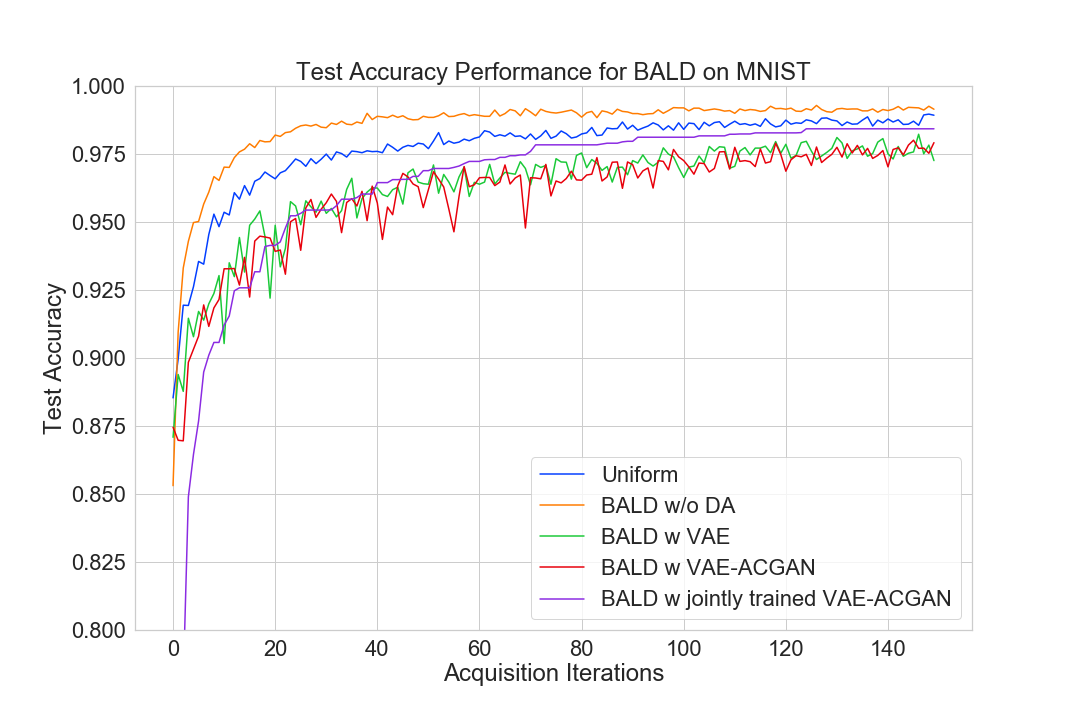 Test Accuracy Performance for BALD on MNIST
1.000
0.975
0.950
0.925
0.900
0.875
0.850
0.825
0.800
Test Accuracy
Uniform
BALD w/o DA
BALD w VAE
BALD w VAE-ACGAN
BALD w jointly trained VAE-ACGAN
0 20 40 60 80 100 120 140
Acquisition Iterations